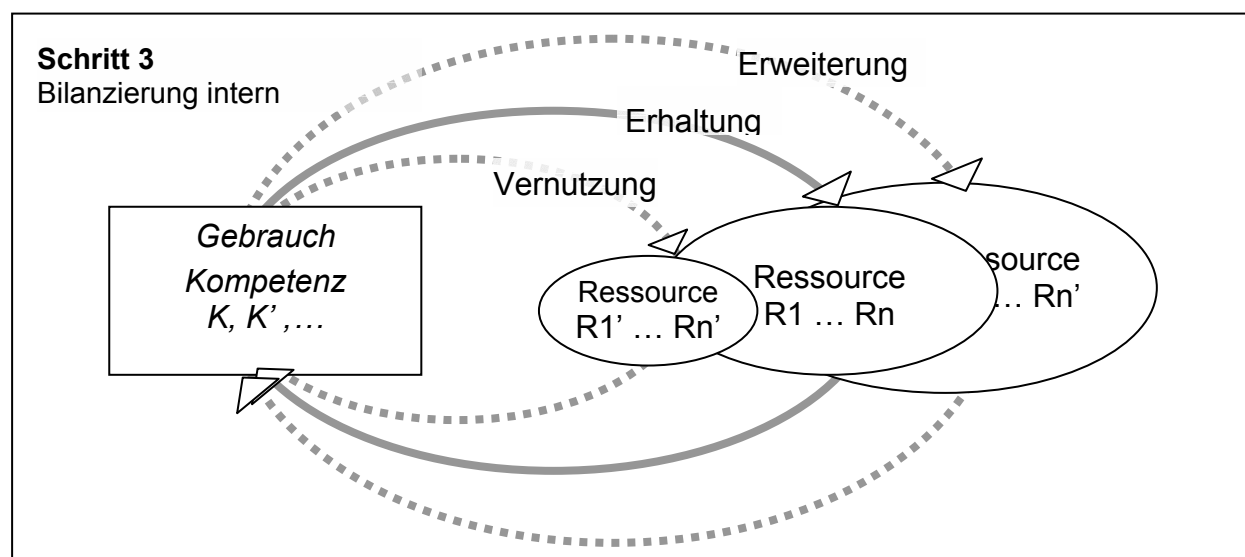 Schritt 3
Bilanzierung intern
Erweiterung
Erhaltung
Vernutzung
Gebrauch
Kompetenz
K, K’ ,…
Ressource
R1’ … Rn’
Ressource
R1 … Rn
source
… Rn’